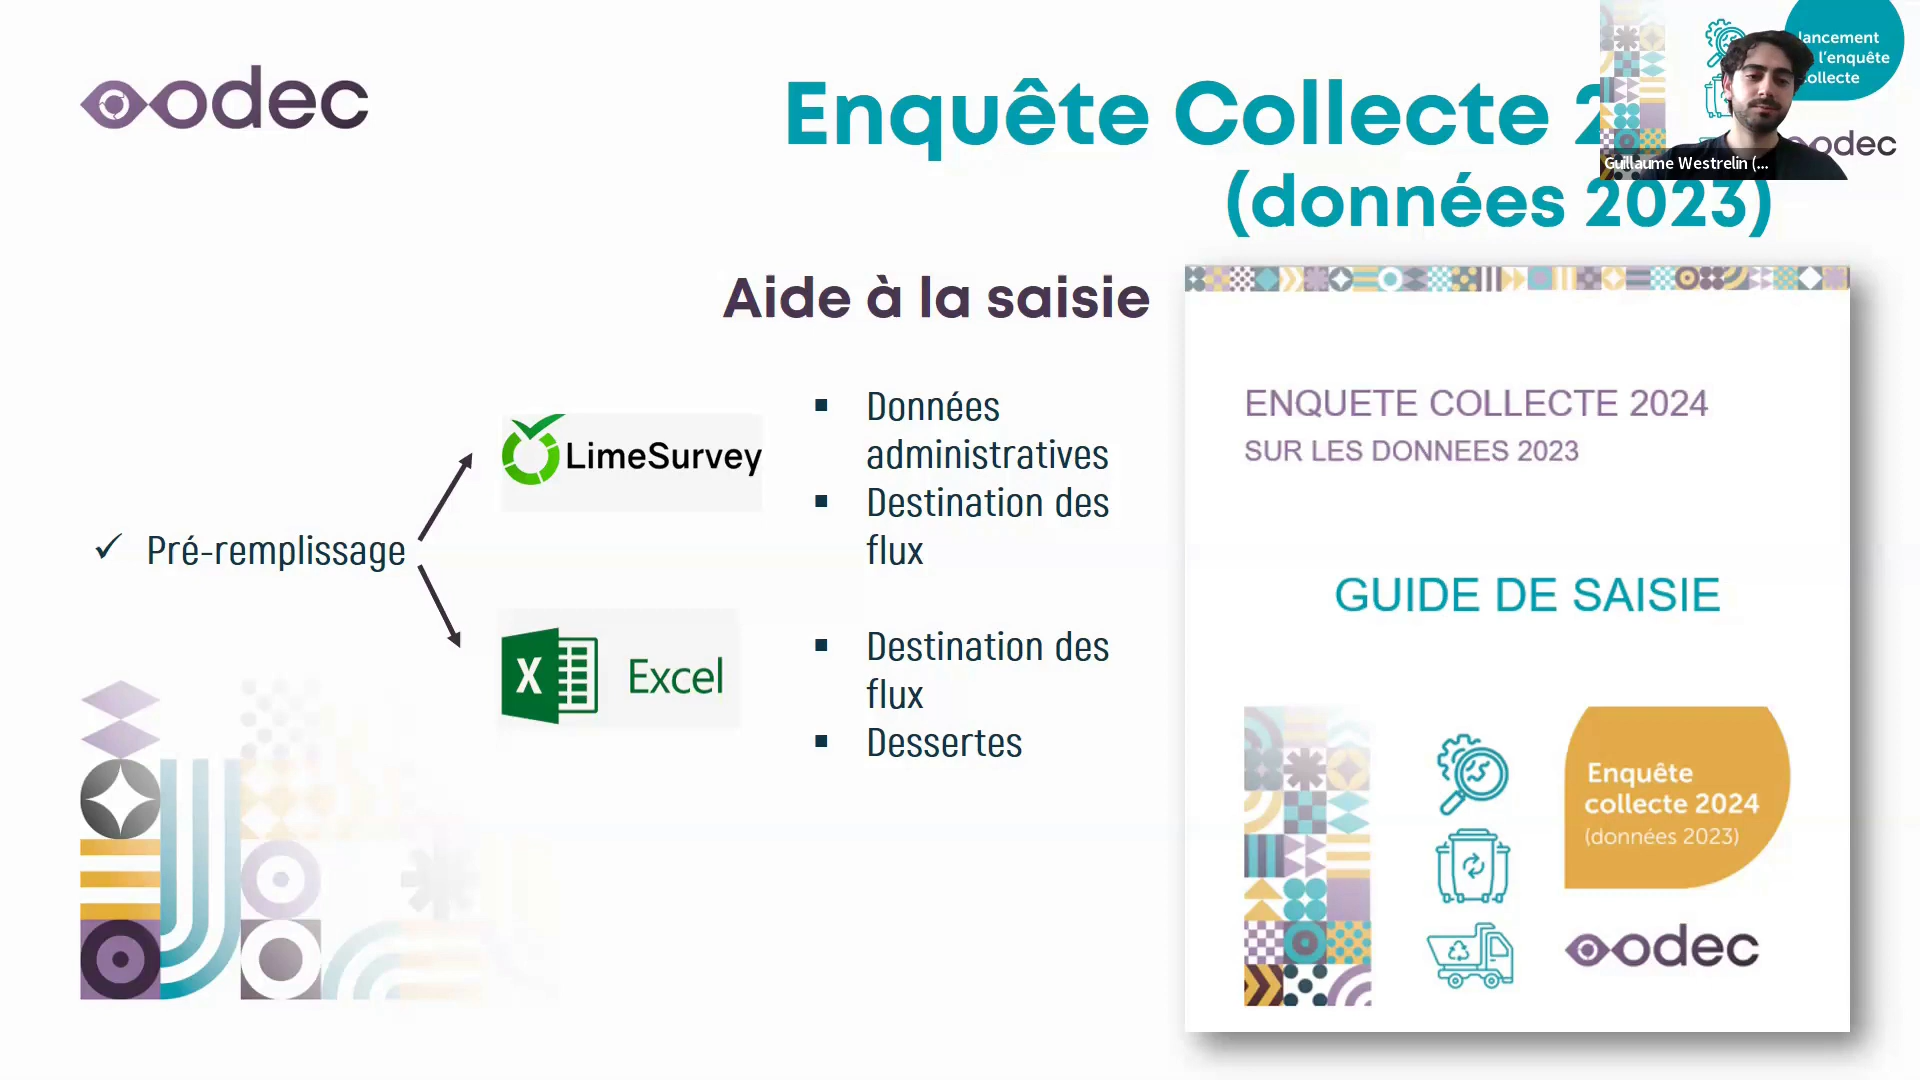 odec
Enquête Collecte 2
(données 2023)
lancement
l'enquête
collecte
odec
Guillaume Westrelin (...
Aide à la saisie
✓ Pré-remplissage
LimeSurvey
▪ Données
administratives
▪ Destination des
flux
X Excel
▪ Destination des
flux
▪ Dessertes
ENQUETE COLLECTE 2024
SUR LES DONNEES 2023
GUIDE DE SAISIE
Enquête
collecte 2024
(données 2023)
odec